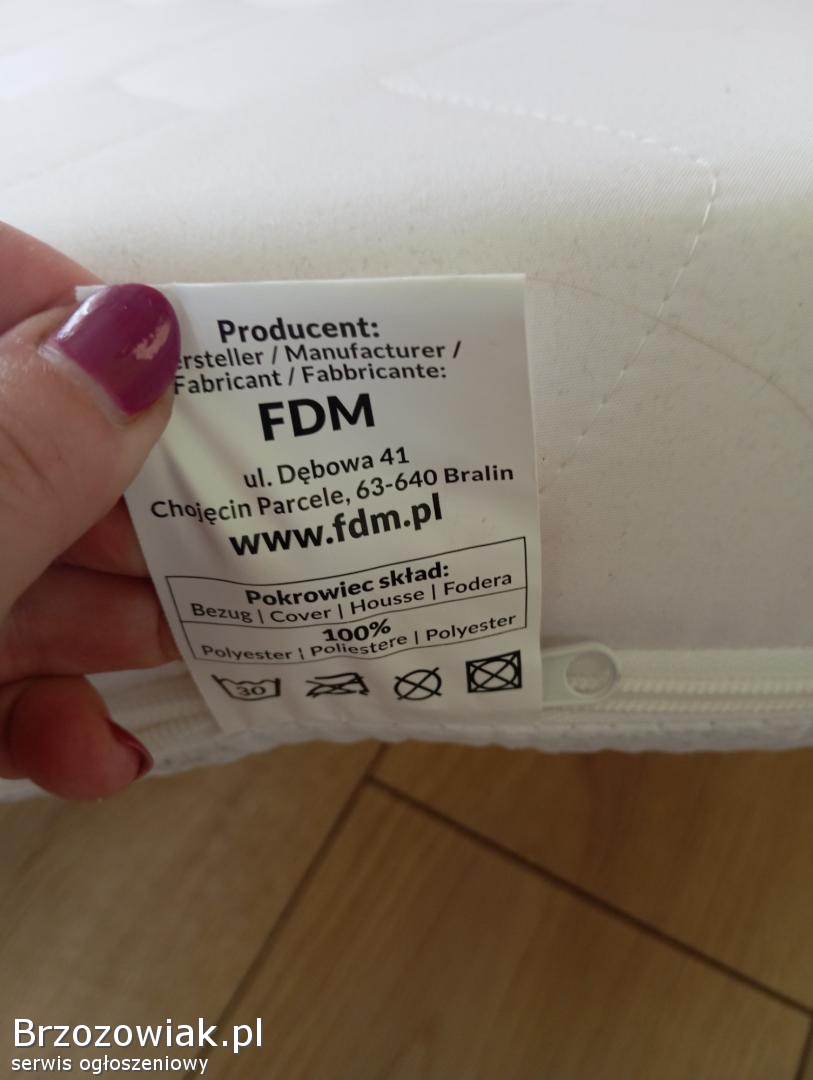 Producent:
ersteller / Manufacturer /
Fabricant / Fabbricante:
FDM
ul. Dębowa 41
Chojęcin Parcele, 63-640 Bralin
www.fdm.pl
Pokrowiec skład:
Bezug | Cover | Housse | Fodera
100%
Polyester | Poliestere | Polyester
30
Brzozowiak.pl
serwis ogłoszeniowy